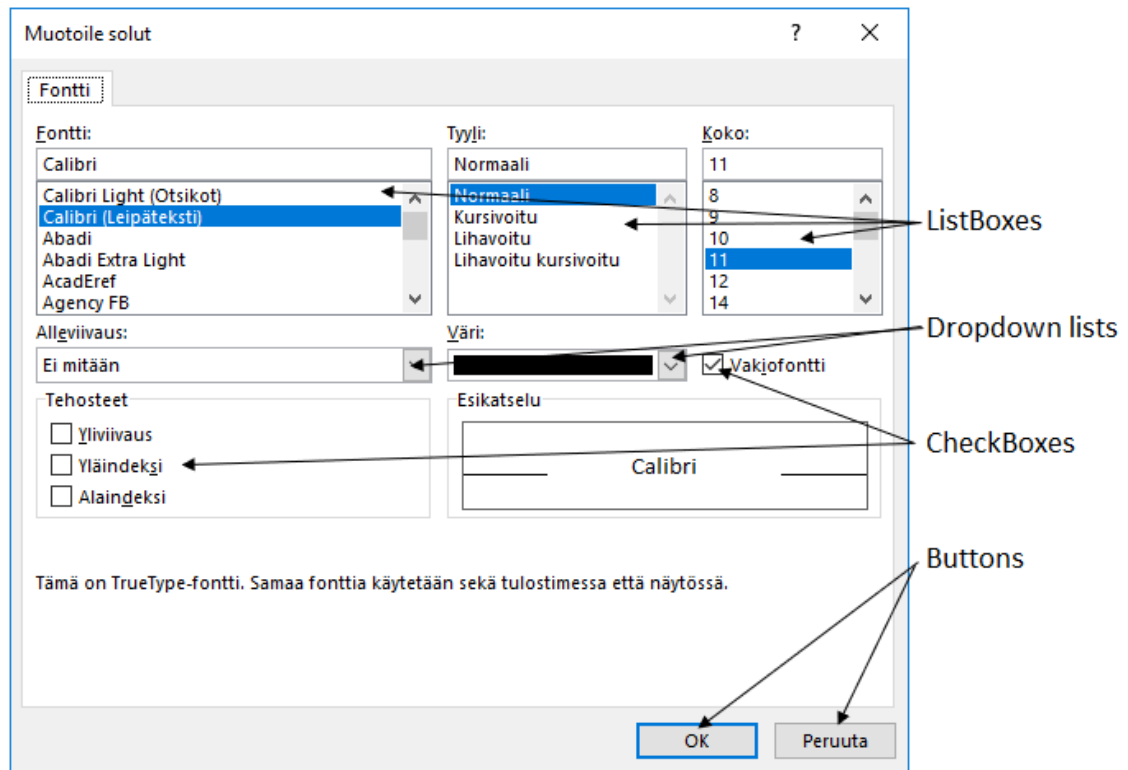 Muotoile solut ?
Fontti
Fontti: Tyyli: Koko:
Calibri Normaali 11
Calibri Light (Otsikot) Normaali 8
Calibri (Leipäteksti) Kursivoitu 9
Abadi Lihavoitu 10
Abadi Extra Light Lihavoitu kursivoitu 11
AcadEref 12
Agency FB 14
ListBoxes
Alleviivaus: Väri:
Dropdown lists
Ei mitään Vakiofontti
Tehosteet Esikatselu
Yliviivaus
Yläindeksi Calibri
Alaindeksi
CheckBoxes
Tämä on TrueType-fontti. Samaa fonttia käytetään sekä tulostimessa että näytössä.
Buttons
OK Peruuta